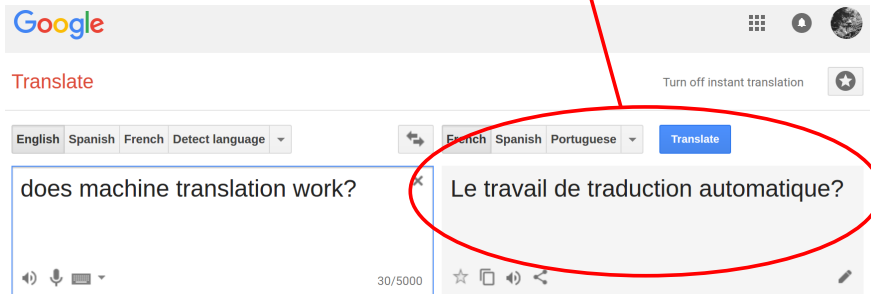 Google
Translate
Turn off instant translation
English Spanish French Detect language
French Spanish Portuguese Translate
does machine translation work?
Le travail de traduction automatique?
30/5000